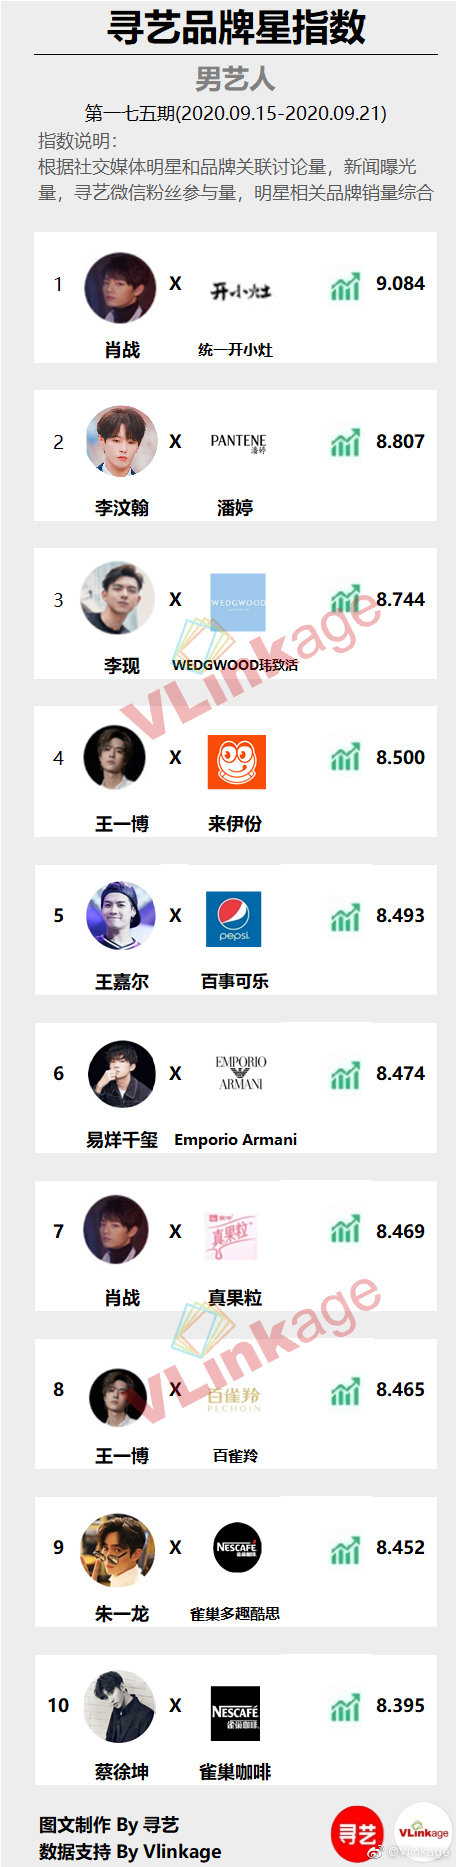 寻艺品牌星指数
男艺人
第一七五期(2020.09.15-2020.09.21)
指数说明：
根据社交媒体明星和品牌关联讨论量，新闻曝光
量，寻艺微信粉丝参与量，明星相关品牌销量综合
1 X 开小灶 9.084
肖战 统一开小灶
2 X PANTENE 潘婷 8.807
李汶翰 潘婷
3 X WEDGWOOD 8.744
李现 WEDGWOOD玮致活
VLinkage
4 X 8.500
王一博 来伊份
5 X pepsi. 8.493
王嘉尔 百事可乐
6 X EMPORIO ARMANI 8.474
易烊千玺 Emporio Armani
7 X 真果粒 8.469
肖战 真果粒
VLinkage
8 X 百雀羚 PECHOIN 8.465
王一博 百雀羚
9 X NESCAFÉ 雀巢咖啡 8.452
朱一龙 雀巢多趣酷思
10 X NESCAFÉ 雀巢咖啡. 8.395
蔡徐坤 雀巢咖啡
图文制作 By 寻艺
数据支持 By Vlinkage
寻艺
VLinkage
@Vlinkage